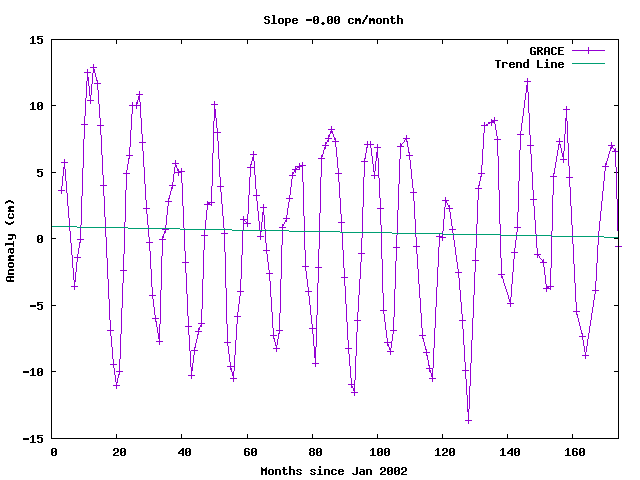 Slope -0.00 cm/month
GRACE
Trend Line
15
10
5
0
-5
-10
-15
Anomaly (cm)
0 20 40 60 80 100 120 140 160
Months since Jan 2002